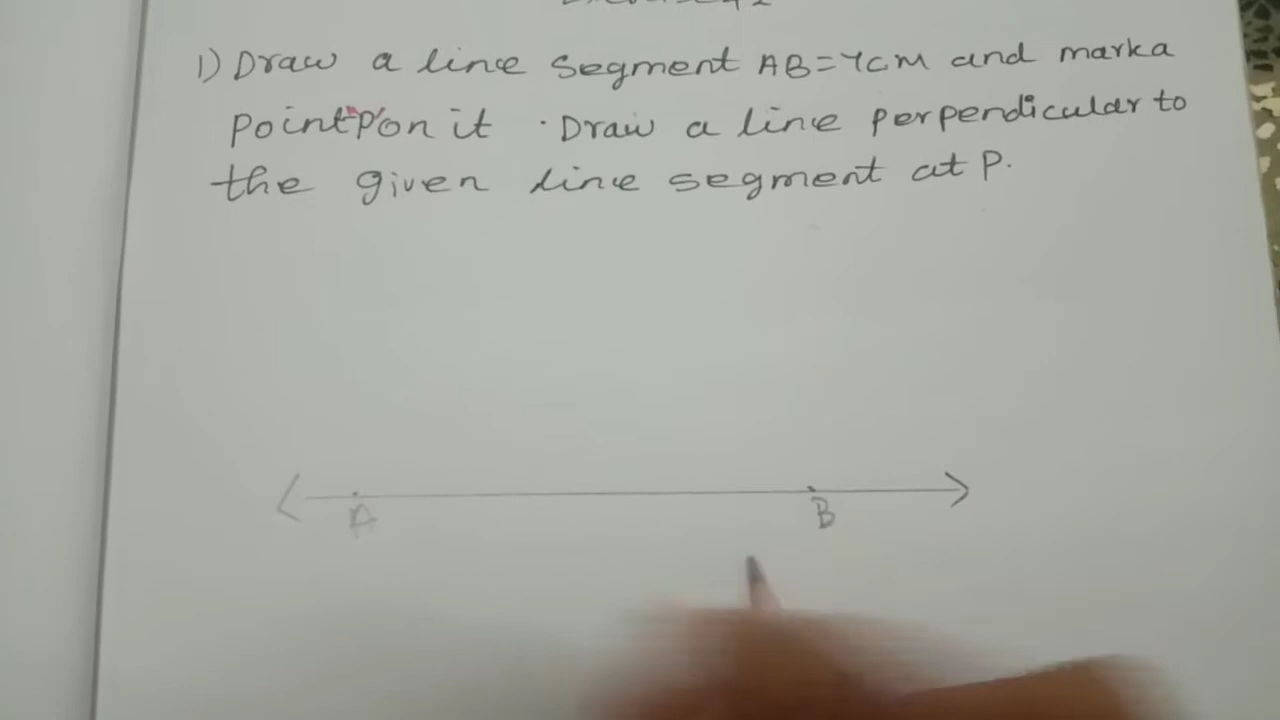 1) Draw a line segment AB=7cm and mark a
point "P" on it . Draw a line perpendicular to
the given line segment at P.
A
B